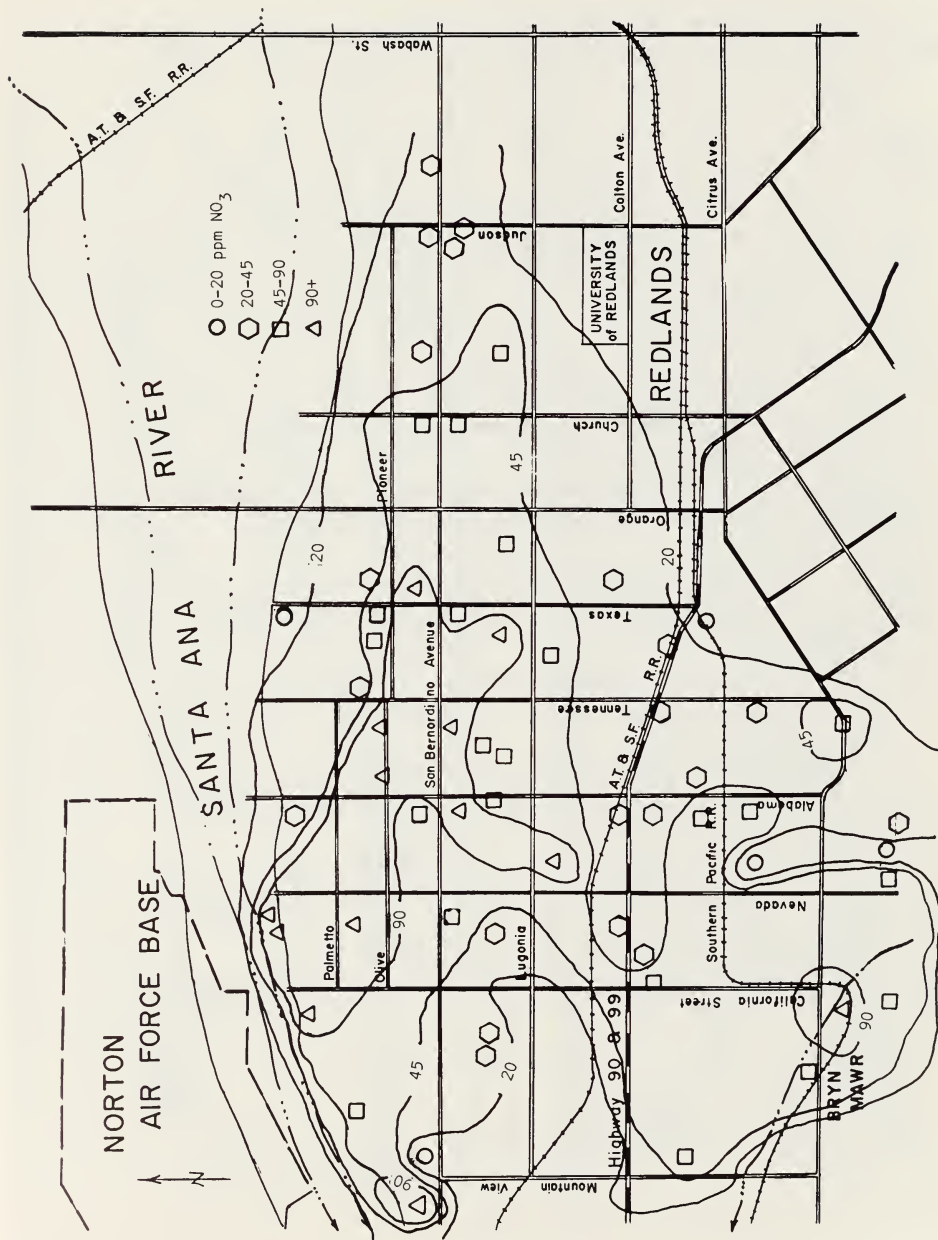 NORTON
AIR FORCE BASE
SANTA ANA
RIVER
A.T. & S.F. R.R.
Wabash St.
0-20 ppm NO3
20-45
45-90
90+
N
Judson
UNIVERSITY
of REDLANDS
REDLANDS
Colton Ave.
Citrus Ave.
Church
Pioneer
Orange
Texas
Tennessee
San Bernardino Avenue
Alabama
Nevada
Palmetto
Olive
Lugonia
California
Street
Mountain
View
Highway 90 & 99
A.T. & S.F. R.R.
Southern Pacific R.R.
BRYN
MAWR
20
45
20
90
45
20
90
45
90